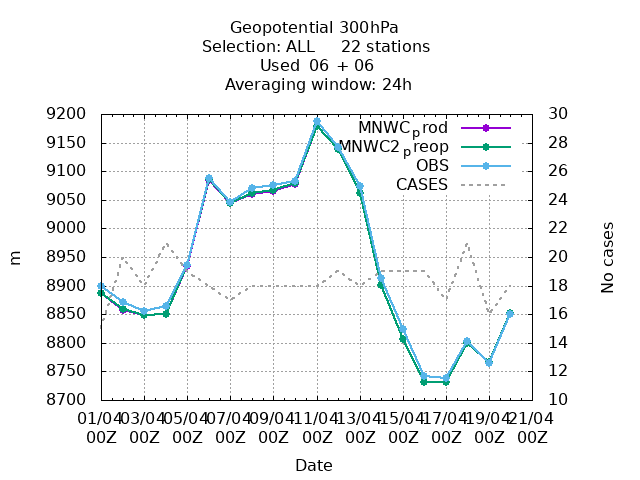 Geopotential 300hPa
Selection: ALL 22 stations
Used 06 + 06
Averaging window: 24h
9200
9150
9100
9050
9000
8950
8900
8850
8800
8750
8700
30
28
26
24
22
20
18
16
14
12
10
MNWCprod
MNWC2preop
OBS
CASES
m
No cases
01/04 03/04 05/04 07/04 09/04 11/04 13/04 15/04 17/04 19/04 21/04
00Z 00Z 00Z 00Z 00Z 00Z 00Z 00Z 00Z 00Z 00Z
Date